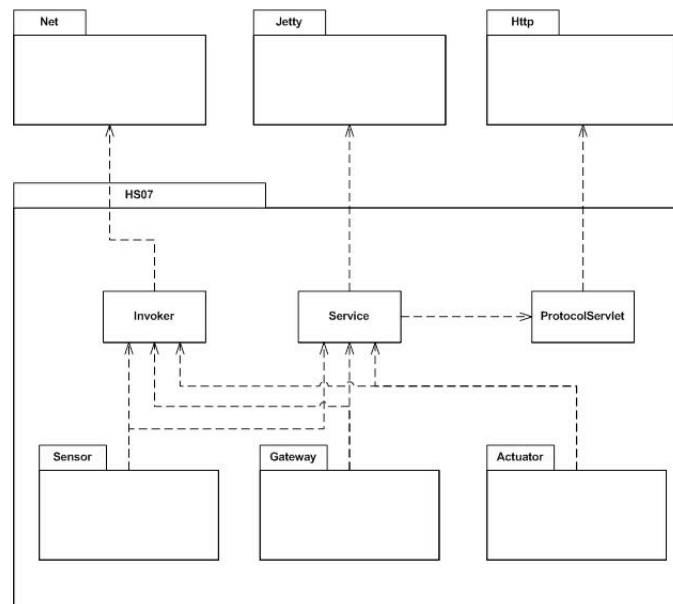 Net
Jetty
Http
HS07
Invoker
Service
ProtocolServlet
Sensor
Gateway
Actuator